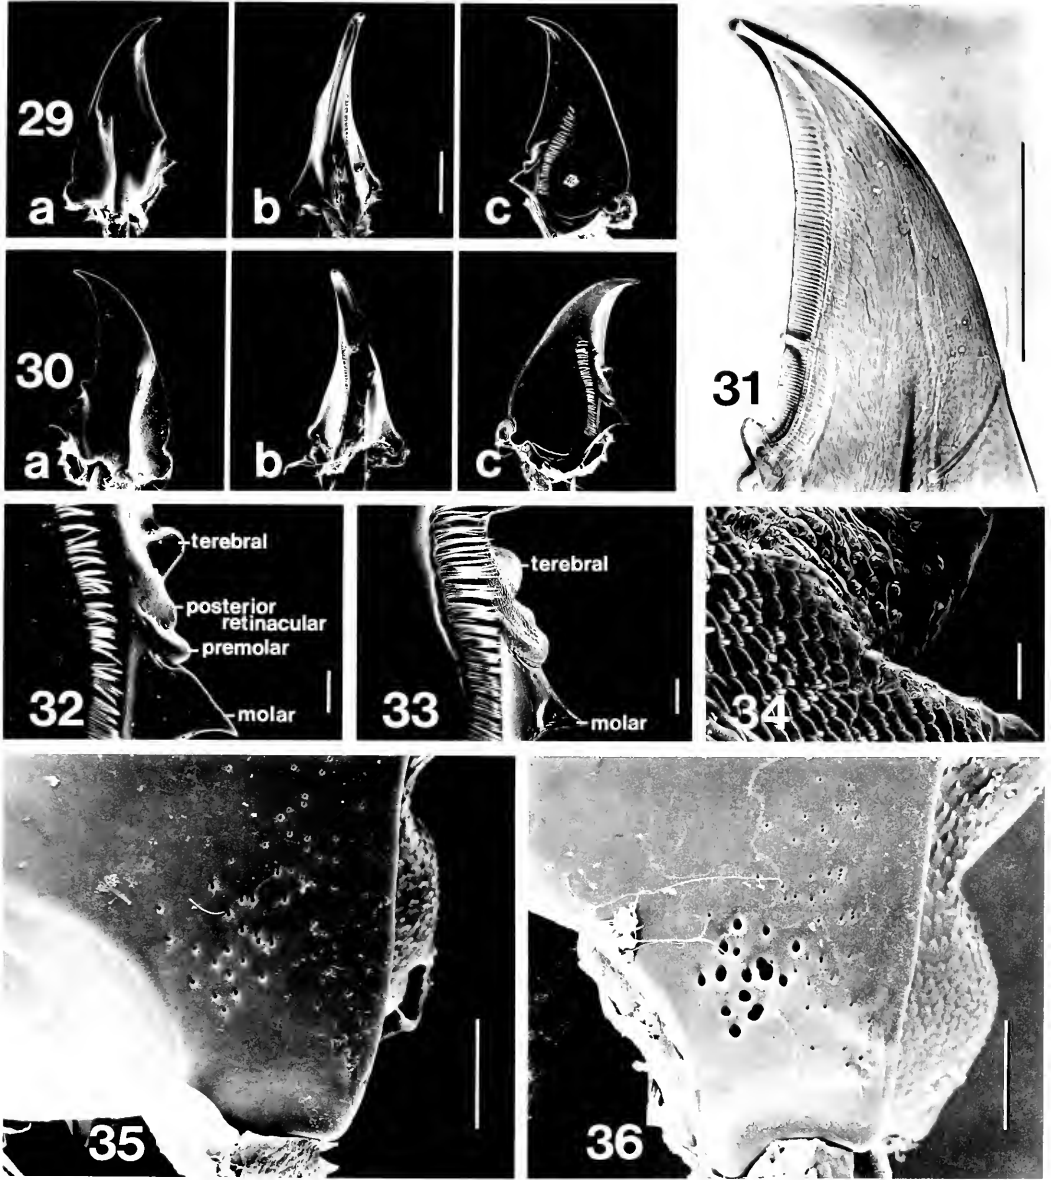 29
a
b
c
30
a
b
c
31
terebral
posterior
retinacular
premolar
molar
32
terebral
molar
33
34
35
36